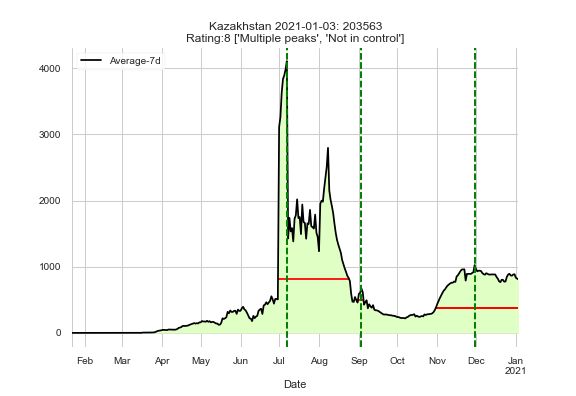 Kazakhstan 2021-01-03: 203563
Rating:8 ['Multiple peaks', 'Not in control']
Average-7d
4000
3000
2000
1000
0
Feb Mar Apr May Jun Jul Aug Sep Oct Nov Dec Jan
2021
Date